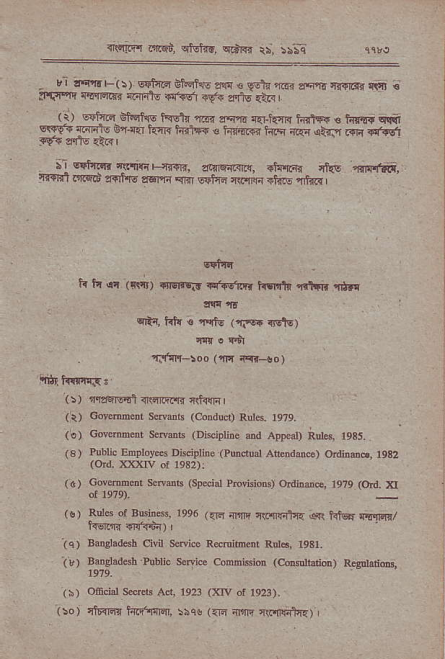 বাংলাদেশ গেজেট, অতিরিক্ত, অক্টোবর ২৯, ১৯৯৭ ৭৭৮৩
৮। প্রশ্নপত্র।—(১) তফসিলে উল্লিখিত প্রথম ও তৃতীয় পত্রের প্রশ্নপত্র সরকারের মৎস্য ও
পশুসম্পদ মন্ত্রণালয়ের মনোনীত কর্মকর্তা কর্তৃক প্রণীত হইবে।
(২) তফসিলে উল্লিখিত দ্বিতীয় পত্রের প্রশ্নপত্র মহা-হিসাব নিরীক্ষক ও নিয়ন্ত্রক অথবা
তৎকর্তৃক মনোনীত উপ-মহা হিসাব নিরীক্ষক ও নিয়ন্ত্রকের নিম্নে নহেন এইরূপ কোন কর্মকর্তা
কর্তৃক প্রণীত হইবে।
৯। তফসিলের সংশোধন।—সরকার, প্রয়োজনবোধে, কমিশনের সহিত পরামর্শক্রমে,
সরকারী গেজেটে প্রকাশিত প্রজ্ঞাপন দ্বারা তফসিল সংশোধন করিতে পারিবে।
তফসিল
বি সি এস (মৎস্য) ক্যাডারভুক্ত কর্মকর্তাদের বিভাগীয় পরীক্ষার পাঠক্রম
প্রথম পত্র
আইন, বিধি ও পদ্ধতি (পুস্তক ব্যতীত)
সময় ৩ ঘন্টা
পূর্ণমান—১০০ (পাস নম্বর—৬০)
পাঠ্য বিষয়সমূহ ঃ
(১) গণপ্রজাতন্ত্রী বাংলাদেশের সংবিধান।
(২) Government Servants (Conduct) Rules. 1979.
(৩) Government Servants (Discipline and Appeal) Rules, 1985.
(৪) Public Employees Discipline (Punctual Attendance) Ordinance, 1982
(Ord. XXXIV of 1982).
(৫) Government Servants (Special Provisions) Ordinance, 1979 (Ord. XI
of 1979).
(৬) Rules of Business, 1996 (হাল নাগাদ সংশোধনীসহ এবং বিভিন্ন মন্ত্রণালয়/
বিভাগের কার্যবন্টন)।
(৭) Bangladesh Civil Service Recruitment Rules, 1981.
(৮) Bangladesh Public Service Commission (Consultation) Regulations,
1979.
(৯) Official Secrets Act, 1923 (XIV of 1923).
(১০) সচিবালয় নির্দেশমালা, ১৯৭৬ (হাল নাগাদ সংশোধনীসহ)।